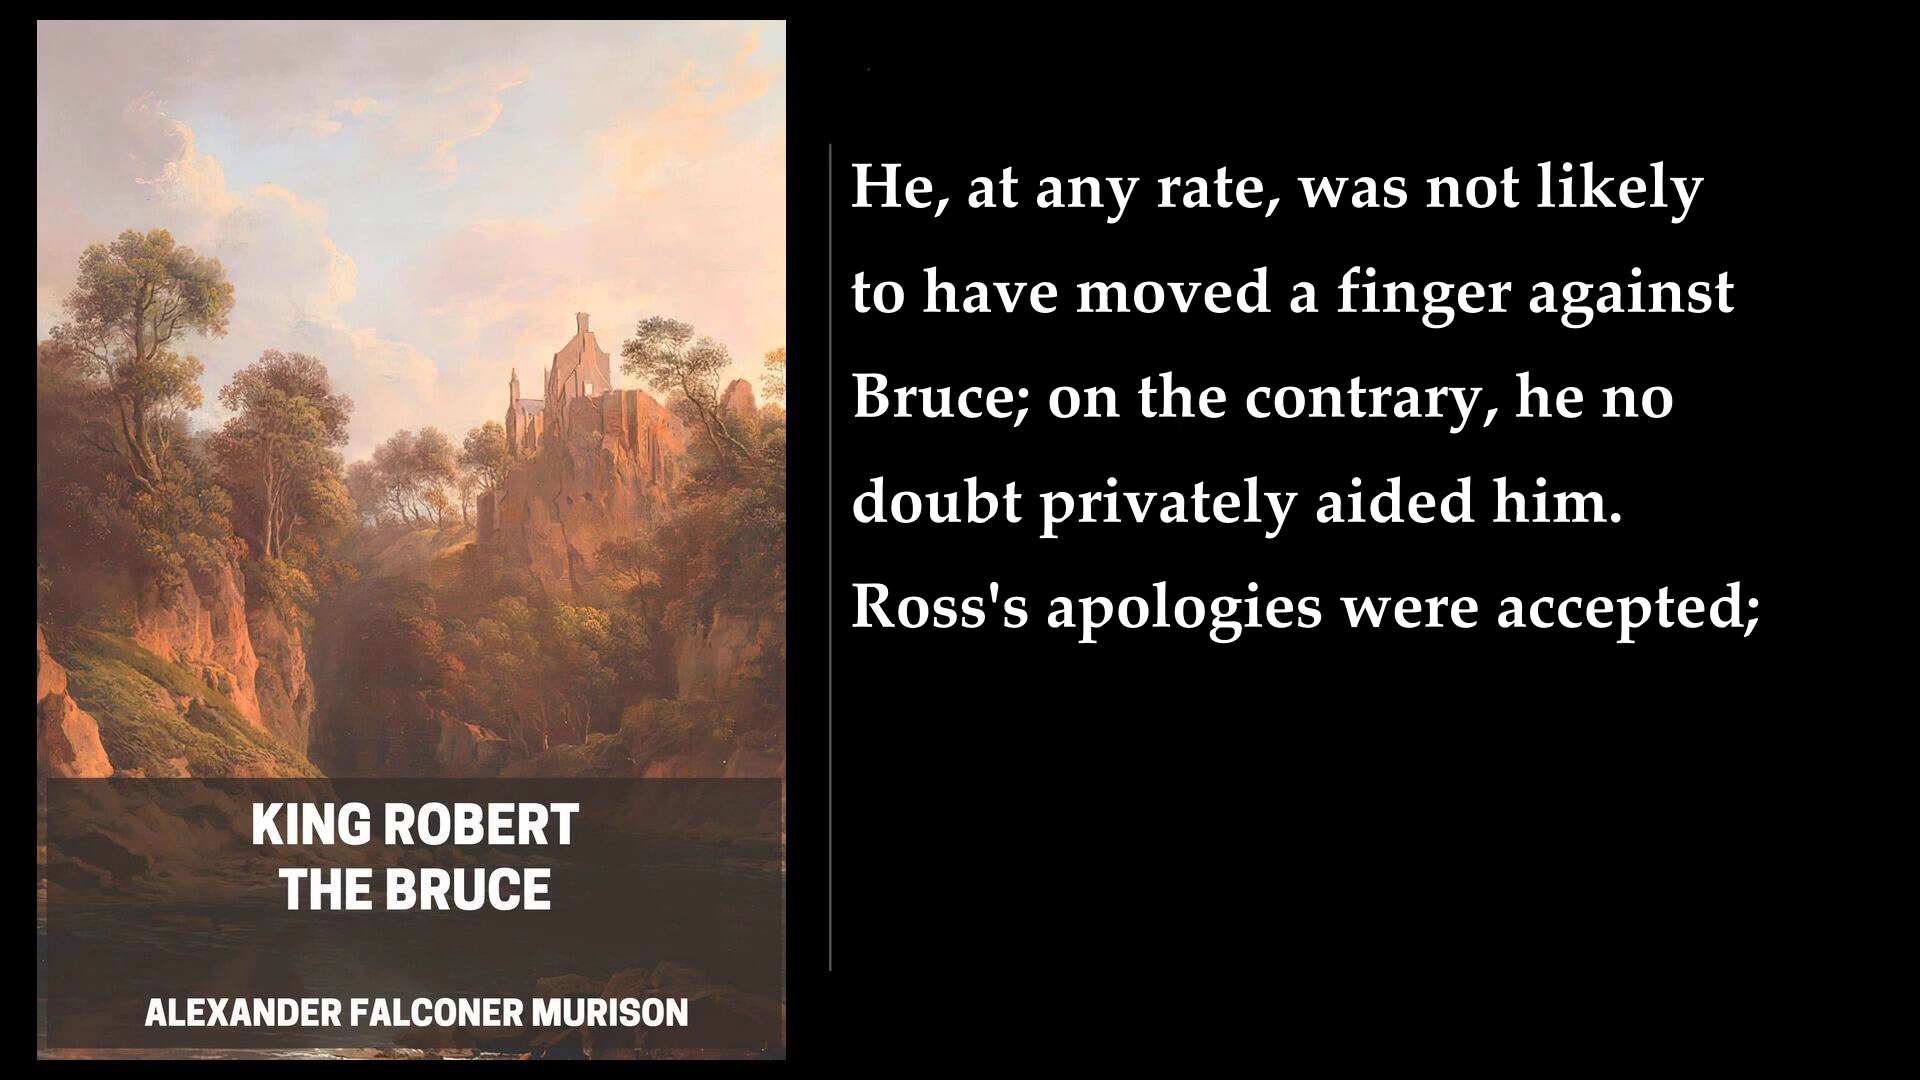 He, at any rate, was not likely
to have moved a finger against
Bruce; on the contrary, he no
doubt privately aided him.
Ross's apologies were accepted;
KING ROBERT
THE BRUCE
ALEXANDER FALCONER MURISON